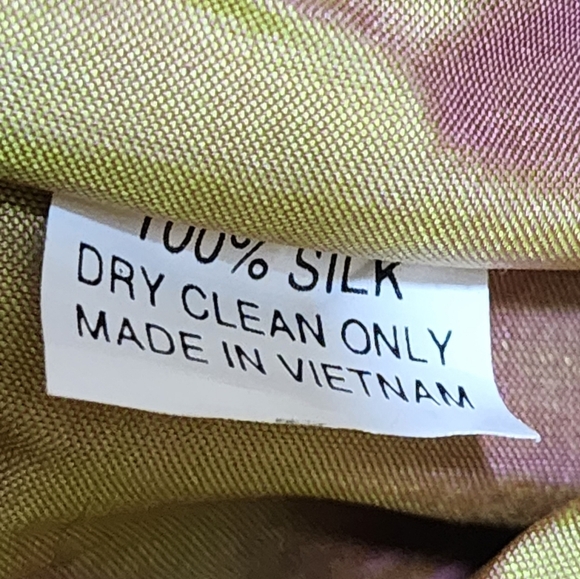 100% SILK
DRY CLEAN ONLY
MADE IN VIETNAM